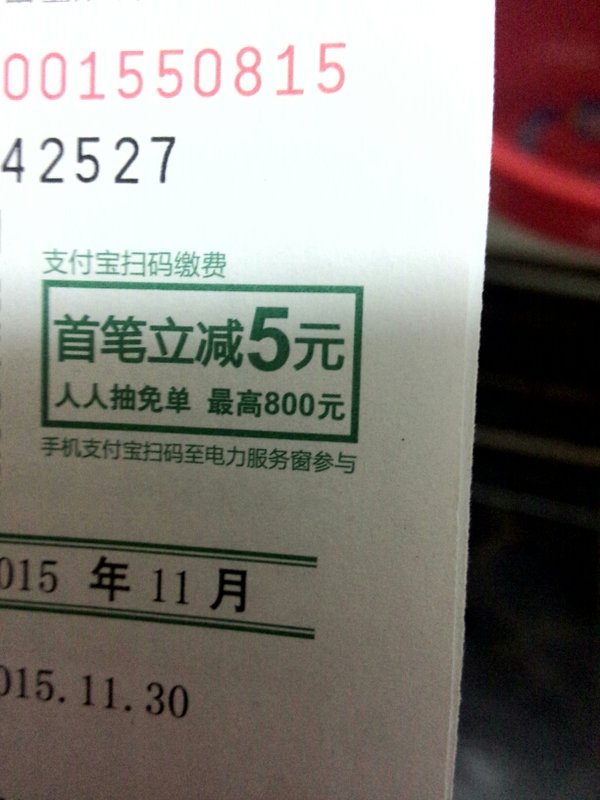 001550815
42527
支付宝扫码缴费
首笔立减5元
人人抽免单 最高800元
手机支付宝扫码至电力服务窗参与
015 年 11 月
015.11.30